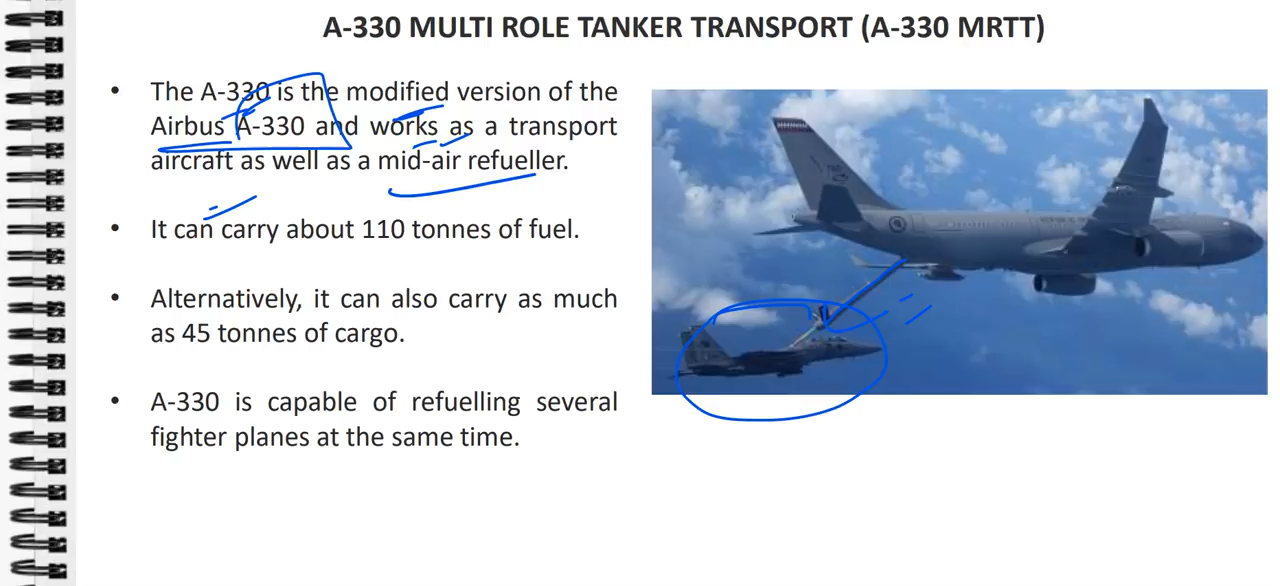 A-330 MULTI ROLE TANKER TRANSPORT (A-330 MRTT)
• The A-330 is the modified version of the
Airbus A-330 and works as a transport
aircraft as well as a mid-air refueller.
• It can carry about 110 tonnes of fuel.
• Alternatively, it can also carry as much
as 45 tonnes of cargo.
• A-330 is capable of refuelling several
fighter planes at the same time.